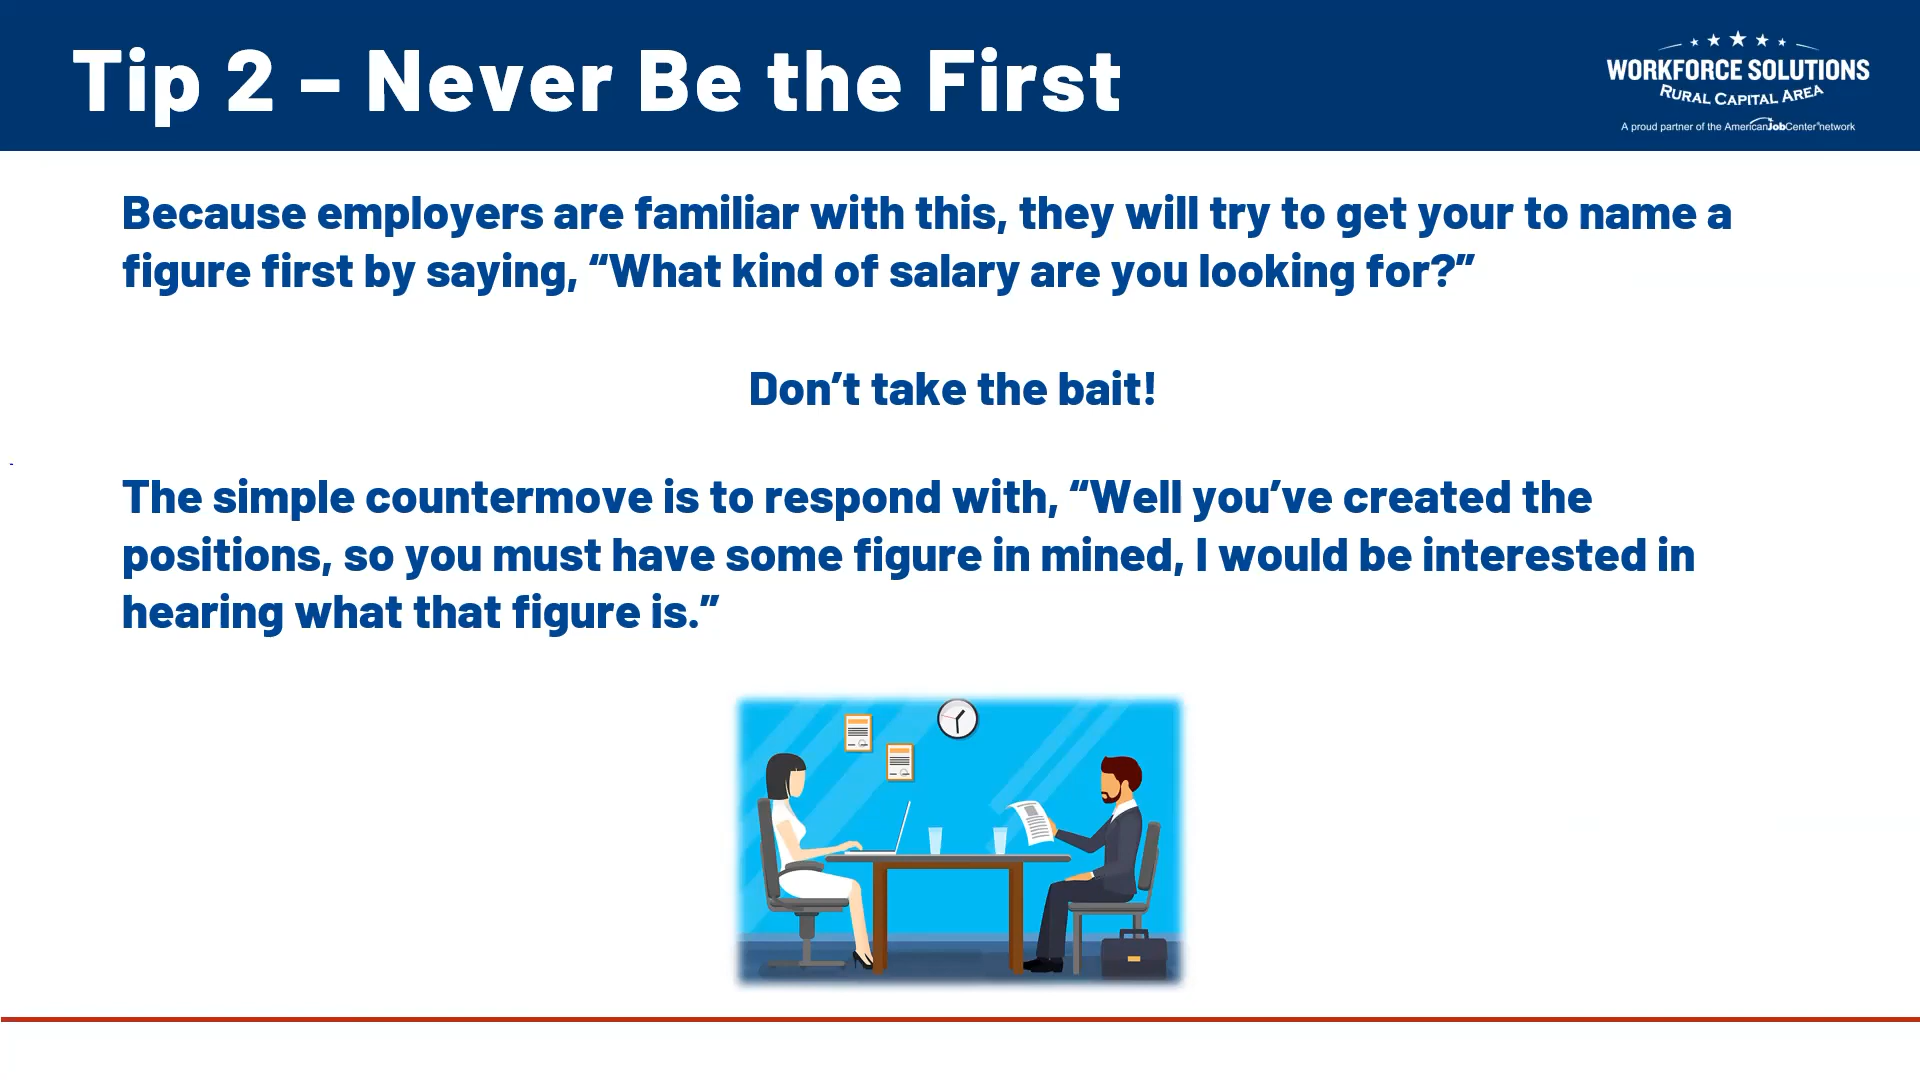 Tip 2 – Never Be the First
WORKFORCE SOLUTIONS
RURAL CAPITAL AREA
A proud partner of the AmericanJobCenter®network
Because employers are familiar with this, they will try to get your to name a
figure first by saying, “What kind of salary are you looking for?”
Don’t take the bait!
The simple countermove is to respond with, “Well you’ve created the
positions, so you must have some figure in mined, I would be interested in
hearing what that figure is.”